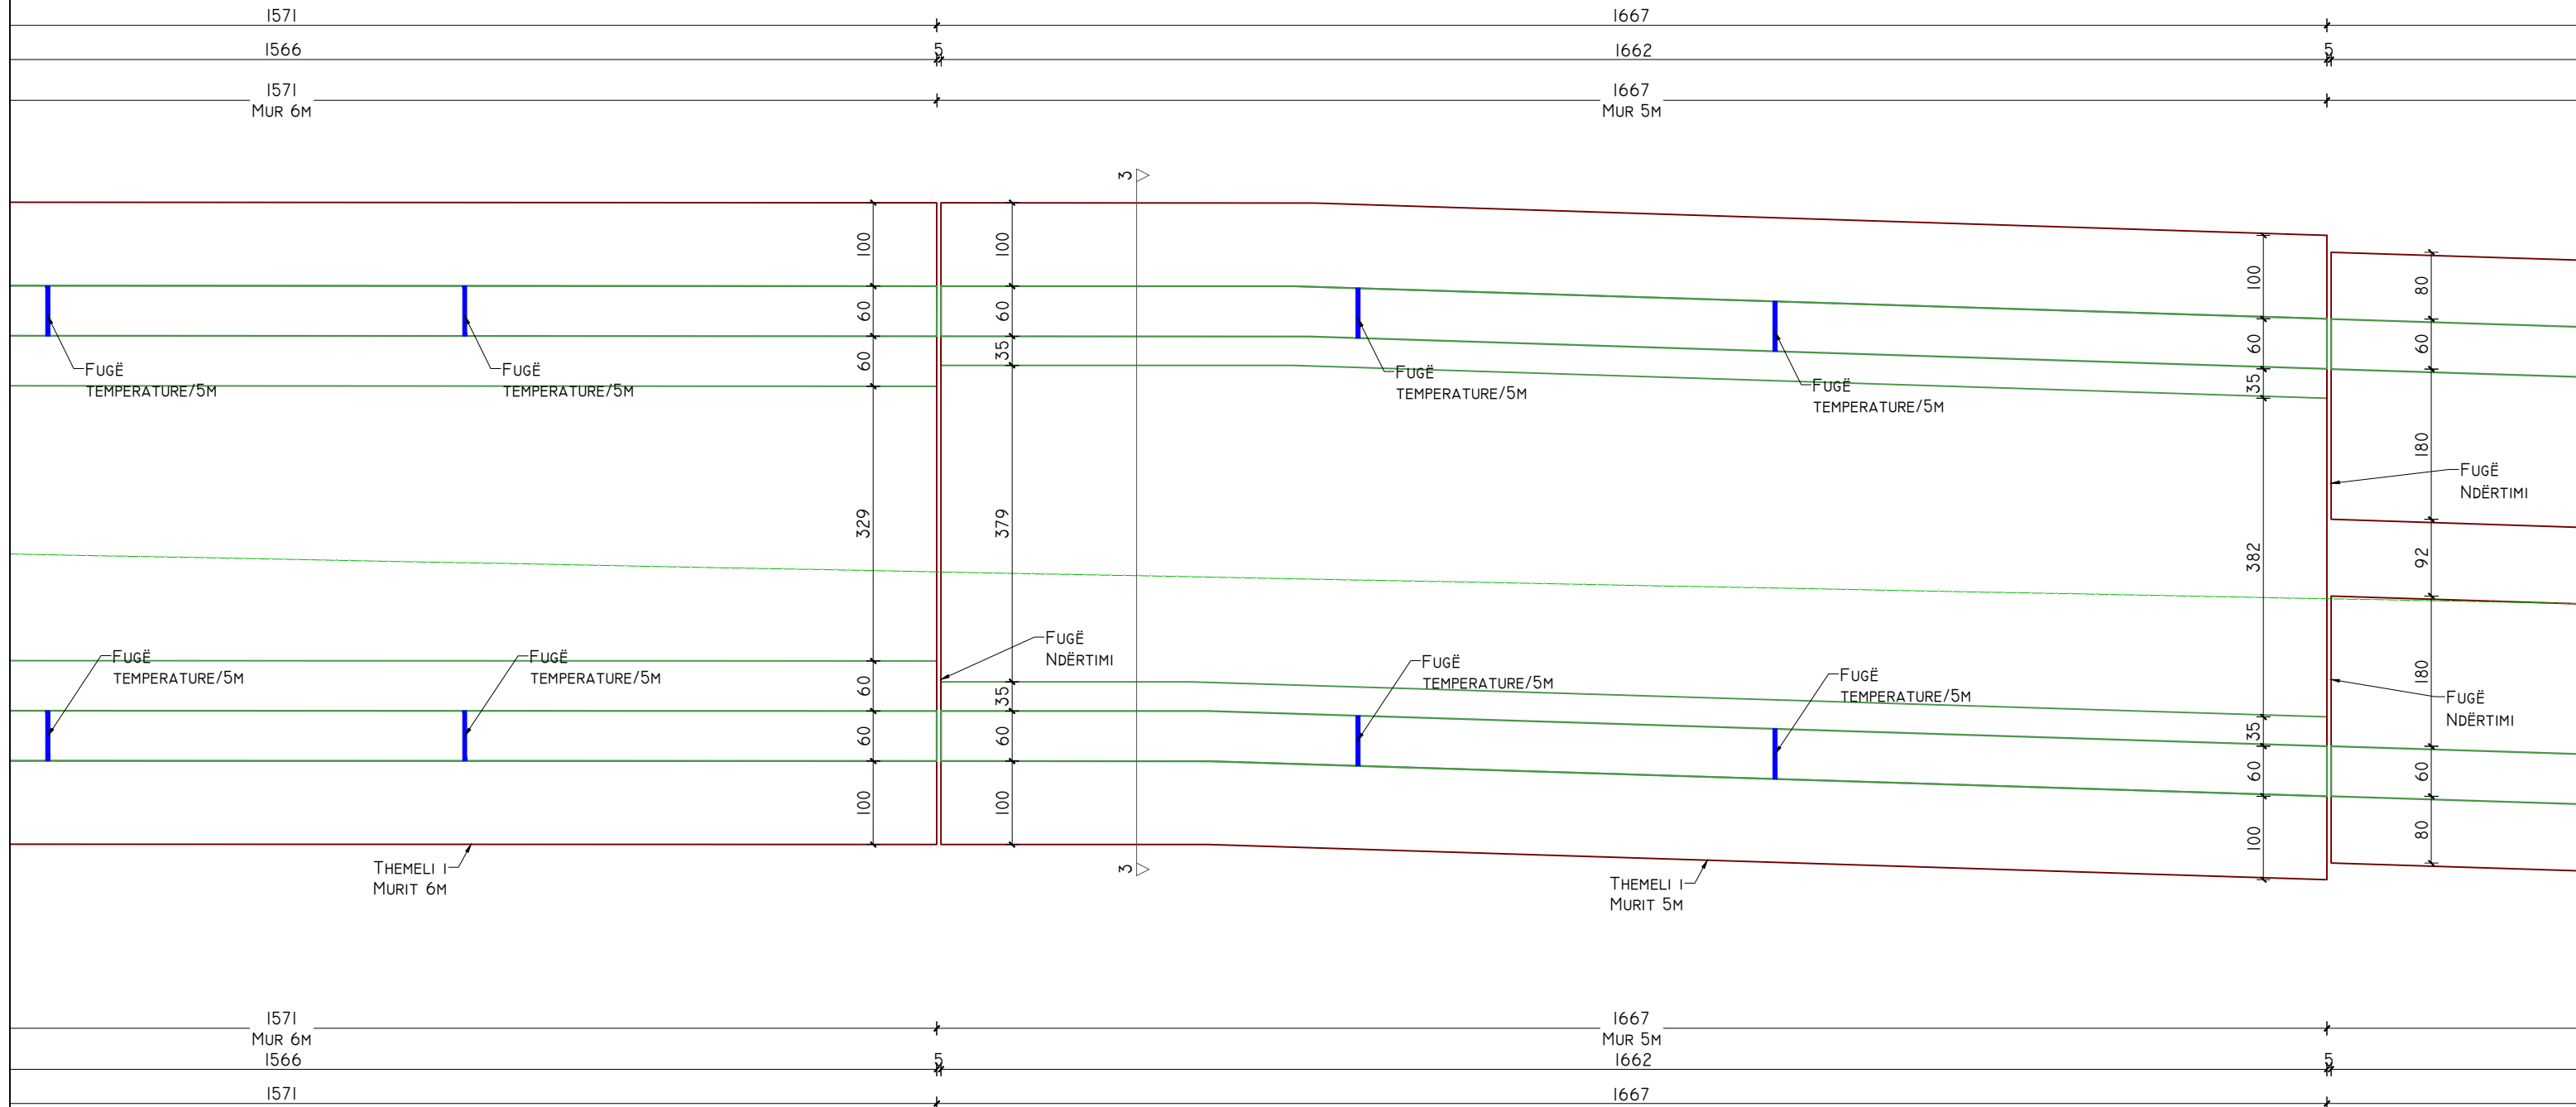 1571
1667
1566
5
1662
5
1571
MUR 6M
1667
MUR 5M
3
100
60
60
329
60
60
100
100
60
35
379
35
60
100
100
60
35
382
35
60
100
80
60
180
92
180
60
80
FUGË
TEMPERATURE/5M
FUGË
TEMPERATURE/5M
FUGË
TEMPERATURE/5M
FUGË
TEMPERATURE/5M
FUGË
NDËRTIMI
FUGË
NDËRTIMI
FUGË
TEMPERATURE/5M
FUGË
TEMPERATURE/5M
FUGË
TEMPERATURE/5M
FUGË
TEMPERATURE/5M
FUGË
NDËRTIMI
3
THEMELI I
MURIT 6M
THEMELI I
MURIT 5M
1571
MUR 6M
1667
MUR 5M
1566
5
1662
5
1571
1667